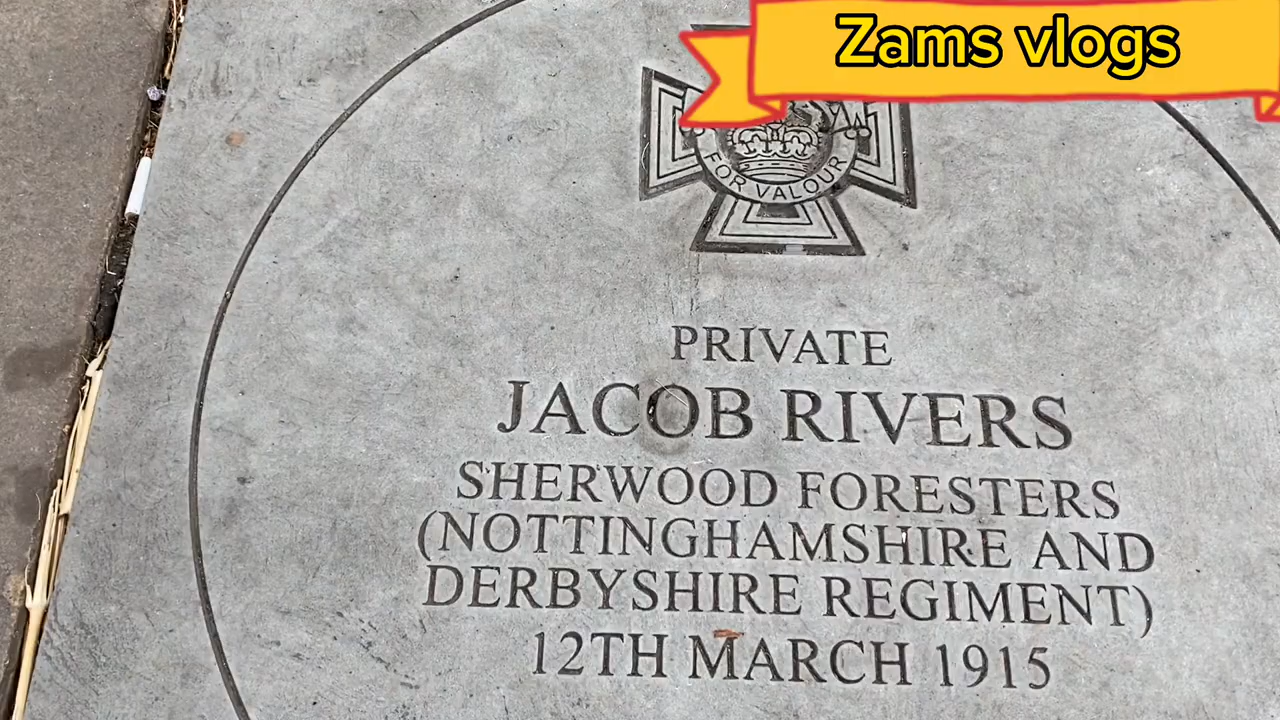 Zams vlogs
FOR VALOUR
PRIVATE
JACOB RIVERS
SHERWOOD FORESTERS
(NOTTINGHAMSHIRE AND
DERBYSHIRE REGIMENT)
12TH MARCH 1915